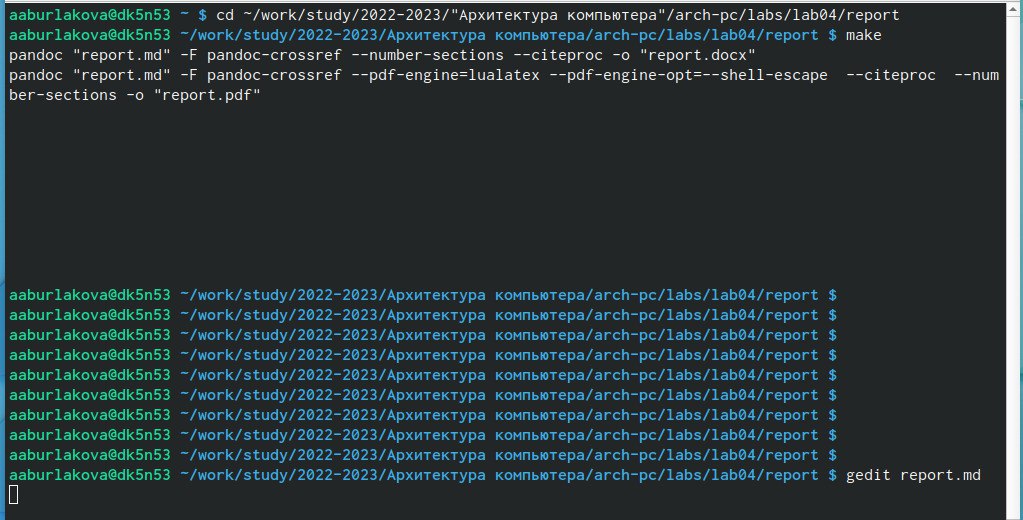 aaburlakova@dk5n53 ~ $ cd ~/work/study/2022-2023/"Архитектура компьютера"/arch-pc/labs/lab04/report
aaburlakova@dk5n53 ~/work/study/2022-2023/Архитектура компьютера/arch-pc/labs/lab04/report $ make
pandoc "report.md" -F pandoc-crossref --number-sections --citeproc -o "report.docx"
pandoc "report.md" -F pandoc-crossref --pdf-engine=lualatex --pdf-engine-opt=--shell-escape  --citeproc  --num
ber-sections -o "report.pdf"
aaburlakova@dk5n53 ~/work/study/2022-2023/Архитектура компьютера/arch-pc/labs/lab04/report $
aaburlakova@dk5n53 ~/work/study/2022-2023/Архитектура компьютера/arch-pc/labs/lab04/report $
aaburlakova@dk5n53 ~/work/study/2022-2023/Архитектура компьютера/arch-pc/labs/lab04/report $
aaburlakova@dk5n53 ~/work/study/2022-2023/Архитектура компьютера/arch-pc/labs/lab04/report $
aaburlakova@dk5n53 ~/work/study/2022-2023/Архитектура компьютера/arch-pc/labs/lab04/report $
aaburlakova@dk5n53 ~/work/study/2022-2023/Архитектура компьютера/arch-pc/labs/lab04/report $
aaburlakova@dk5n53 ~/work/study/2022-2023/Архитектура компьютера/arch-pc/labs/lab04/report $
aaburlakova@dk5n53 ~/work/study/2022-2023/Архитектура компьютера/arch-pc/labs/lab04/report $
aaburlakova@dk5n53 ~/work/study/2022-2023/Архитектура компьютера/arch-pc/labs/lab04/report $
aaburlakova@dk5n53 ~/work/study/2022-2023/Архитектура компьютера/arch-pc/labs/lab04/report $ gedit report.md